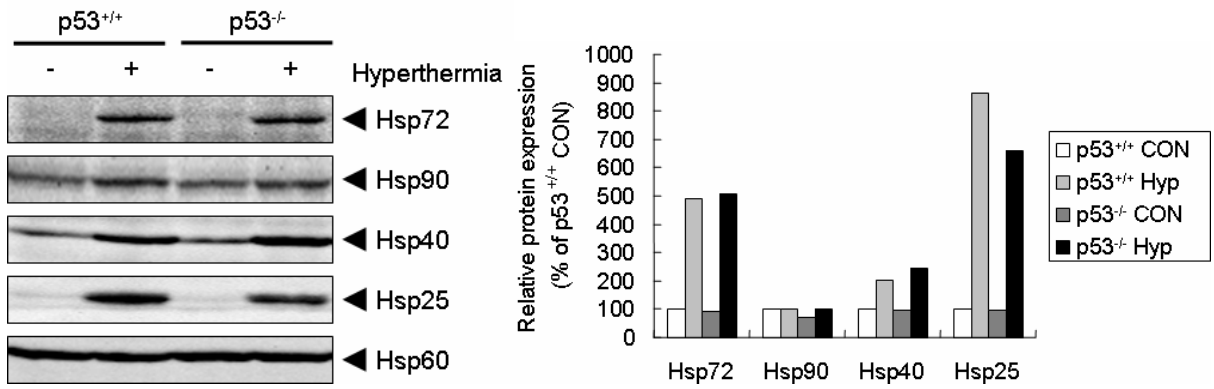 p53+/+ p53-/-
- + - + Hyperthermia
◀ Hsp72
◀ Hsp90
◀ Hsp40
◀ Hsp25
◀ Hsp60
Relative protein expression
(% of p53 +/+ CON)
1000
900
800
700
600
500
400
300
200
100
0
Hsp72 Hsp90 Hsp40 Hsp25
p53+/+ CON
p53+/+ Hyp
p53-/- CON
p53-/- Hyp